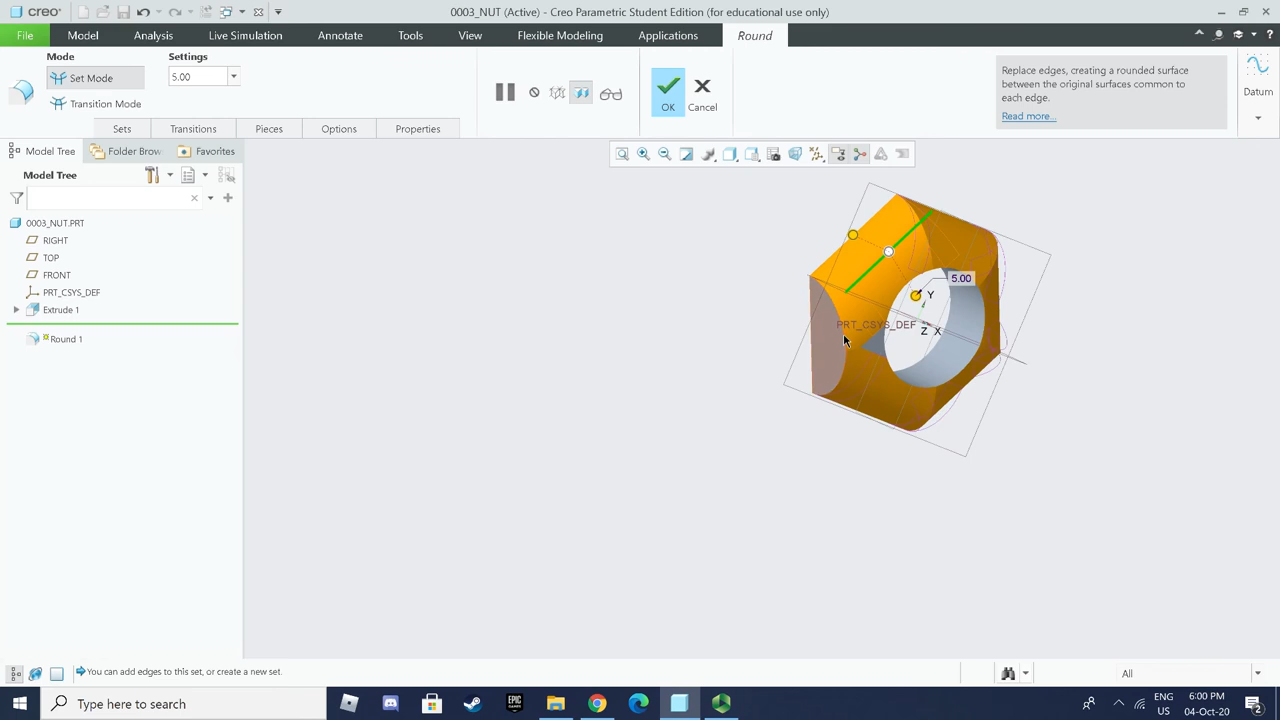 creo
0003_NUT (Active) - Creo Parametric Student Edition (for educational use only)
File
Model
Analysis
Live Simulation
Annotate
Tools
View
Flexible Modeling
Applications
Round
Mode
Settings
Set Mode
5.00
Transition Mode
OK
Cancel
Replace edges, creating a rounded surface
between the original surfaces common to
each edge.
Read more...
Datum
Sets
Transitions
Pieces
Options
Properties
Model Tree
Folder Brow
Favorites
Model Tree
0003_NUT.PRT
RIGHT
TOP
FRONT
PRT_CSYS_DEF
Extrude 1
Round 1
5.00
Y
PRT_CSYS_DEF
Z X
You can add edges to this set, or create a new set.
All
Type here to search
EPIC
GAMES
ENG
US
6:00 PM
04-Oct-20
2